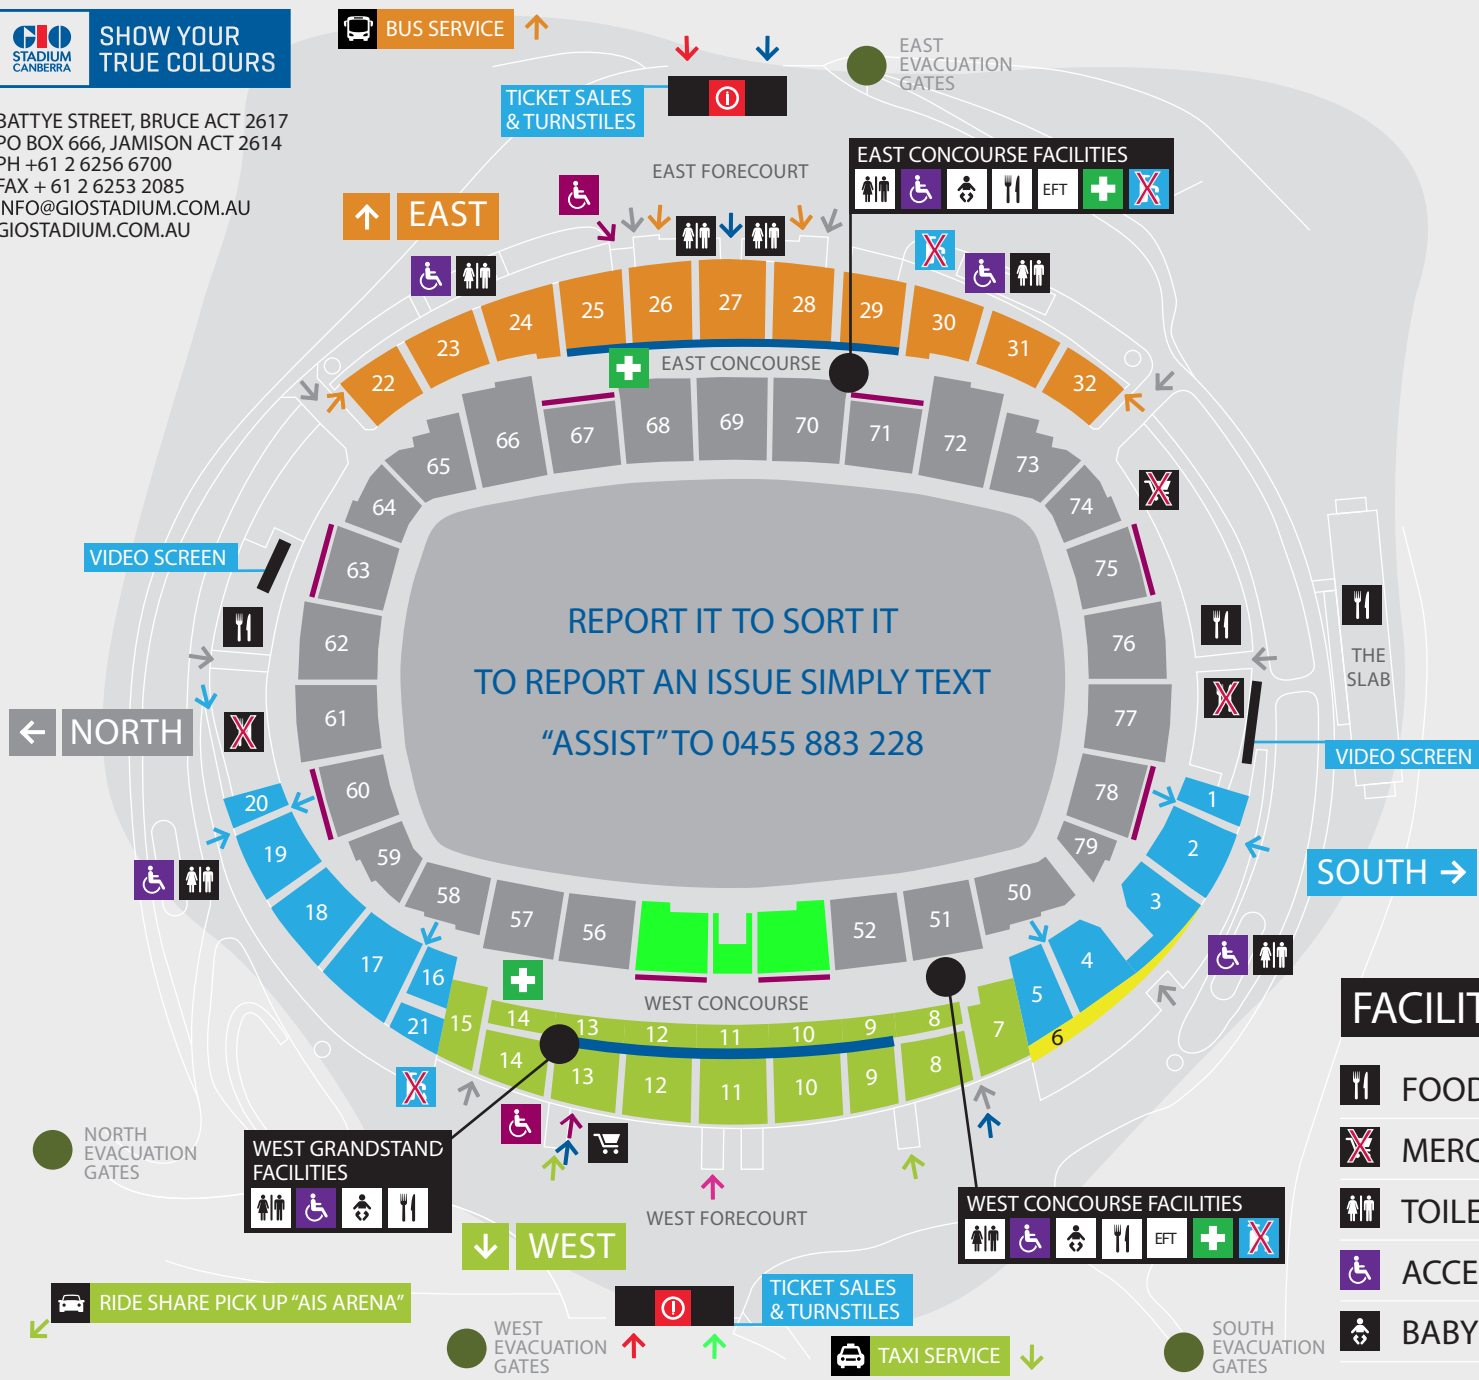 GIO
STADIUM
CANBERRA
SHOW YOUR
TRUE COLOURS
BATTYE STREET, BRUCE ACT 2617
PO BOX 666, JAMISON ACT 2614
PH +61 2 6256 6700
FAX + 61 2 6253 2085
INFO@GIOSTADIUM.COM.AU
GIOSTADIUM.COM.AU
BUS SERVICE
TICKET SALES
& TURNSTILES
EAST
EVACUATION
GATES
EAST FORECOURT
EAST CONCOURSE FACILITIES
EFT
EAST
22
23
24
25
26
27
28
29
30
31
32
EAST CONCOURSE
64
65
66
67
68
69
70
71
72
73
74
VIDEO SCREEN
63
62
61
60
75
76
77
78
REPORT IT TO SORT IT
TO REPORT AN ISSUE SIMPLY TEXT
“ASSIST” TO 0455 883 228
THE
SLAB
NORTH
VIDEO SCREEN
SOUTH
20
19
18
17
16
21
59
58
57
56
52
51
50
79
1
2
3
4
5
6
WEST CONCOURSE
15
14
13
12
11
10
9
8
7
14
13
12
11
10
9
8
NORTH
EVACUATION
GATES
WEST GRANDSTAND
FACILITIES
WEST FORECOURT
WEST CONCOURSE FACILITIES
EFT
WEST
RIDE SHARE PICK UP “AIS ARENA”
TICKET SALES
& TURNSTILES
WEST
EVACUATION
GATES
TAXI SERVICE
SOUTH
EVACUATION
GATES
FACILIT
FOOD
MERC
TOILE
ACCE
BABY